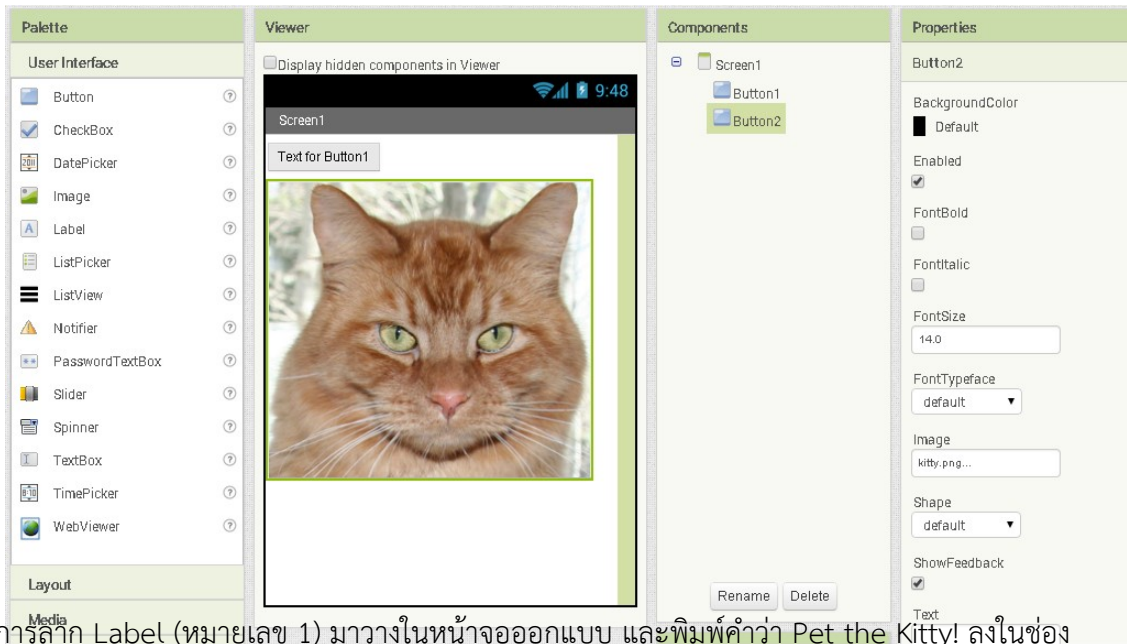 Palette
User Interface
Button
CheckBox
DatePicker
Image
Label
ListPicker
ListView
Notifier
PasswordTextBox
Slider
Spinner
TextBox
TimePicker
WebViewer
Layout
Media
Viewer
Display hidden components in Viewer
9:48
Screen1
Text for Button1
Components
Screen1
Button1
Button2
Rename Delete
Properties
Button2
BackgroundColor
Default
Enabled
FontBold
FontItalic
FontSize
14.0
FontTypeface
default
Image
kitty.png...
Shape
default
ShowFeedback
Text
การลาก Label (หมายเลข 1) มาวางในหน้าจอออกแบบ และพิมพ์คำว่า Pet the Kitty! ลงในช่อง